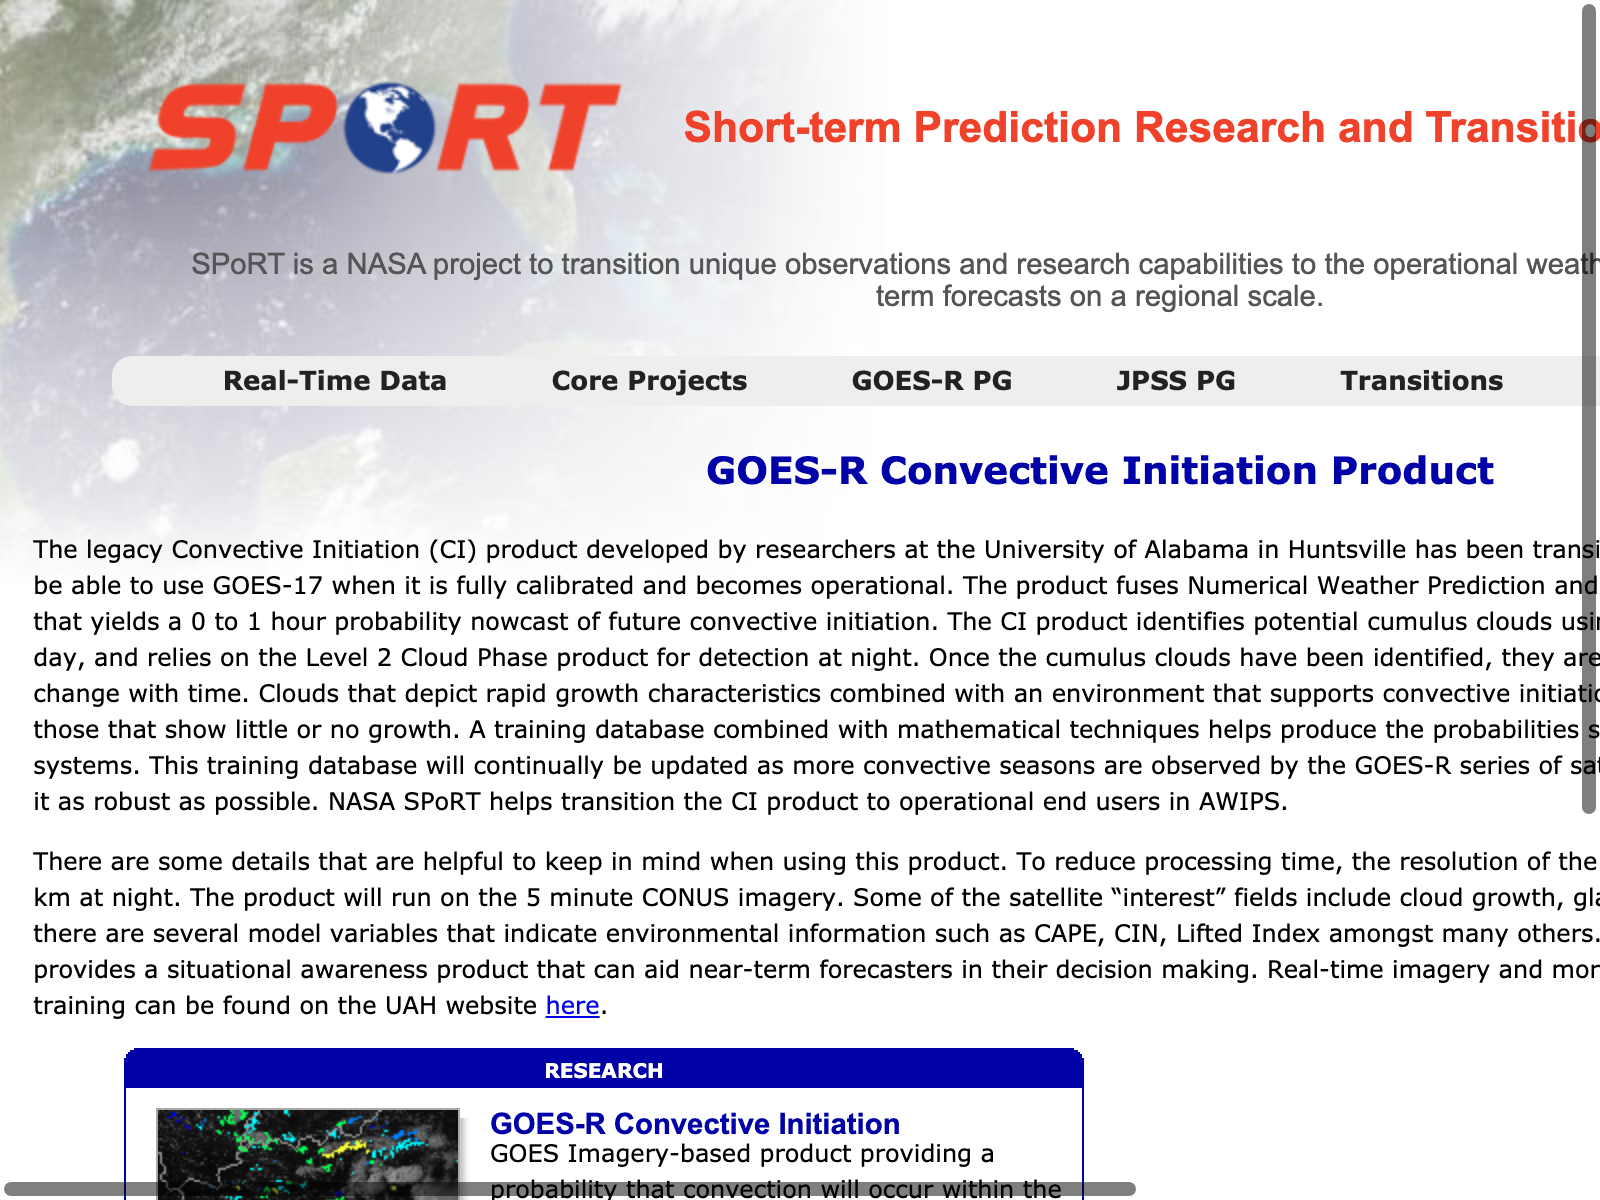 SPORT
Short-term Prediction Research and
SPoRT is a NASA project to transition unique observations and research capabilities to the operational
term forecasts on a regional scale.
Real-Time Data Core Projects GOES-R PG JPSS PG Transitions
GOES-R Convective Initiation Product
The legacy Convective Initiation (CI) product developed by researchers at the University of Alabama in Huntsville has been
be able to use GOES-17 when it is fully calibrated and becomes operational. The product fuses Numerical Weather Prediction and
that yields a 0 to 1 hour probability nowcast of future convective initiation. The CI product identifies potential cumulus clouds
day, and relies on the Level 2 Cloud Phase product for detection at night. Once the cumulus clouds have been identified, they are
change with time. Clouds that depict rapid growth characteristics combined with an environment that supports convective
those that show little or no growth. A training database combined with mathematical techniques helps produce the probabilities
systems. This training database will continually be updated as more convective seasons are observed by the GOES-R series of
it as robust as possible. NASA SPoRT helps transition the CI product to operational end users in AWIPS.
There are some details that are helpful to keep in mind when using this product. To reduce processing time, the resolution of the
km at night. The product will run on the 5 minute CONUS imagery. Some of the satellite “interest” fields include cloud growth,
there are several model variables that indicate environmental information such as CAPE, CIN, Lifted Index amongst many others.
provides a situational awareness product that can aid near-term forecasters in their decision making. Real-time imagery and
training can be found on the UAH website here.
RESEARCH
GOES-R Convective Initiation
GOES Imagery-based product providing a
probability that convection will occur within the